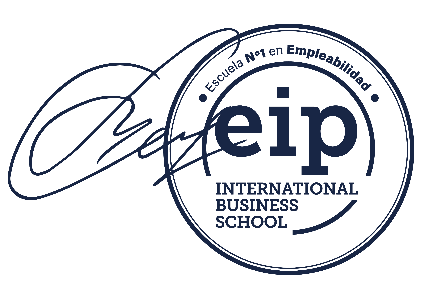 • Escuela Nº1 en Empleabilidad •
eip
INTERNATIONAL
BUSINESS
SCHOOL